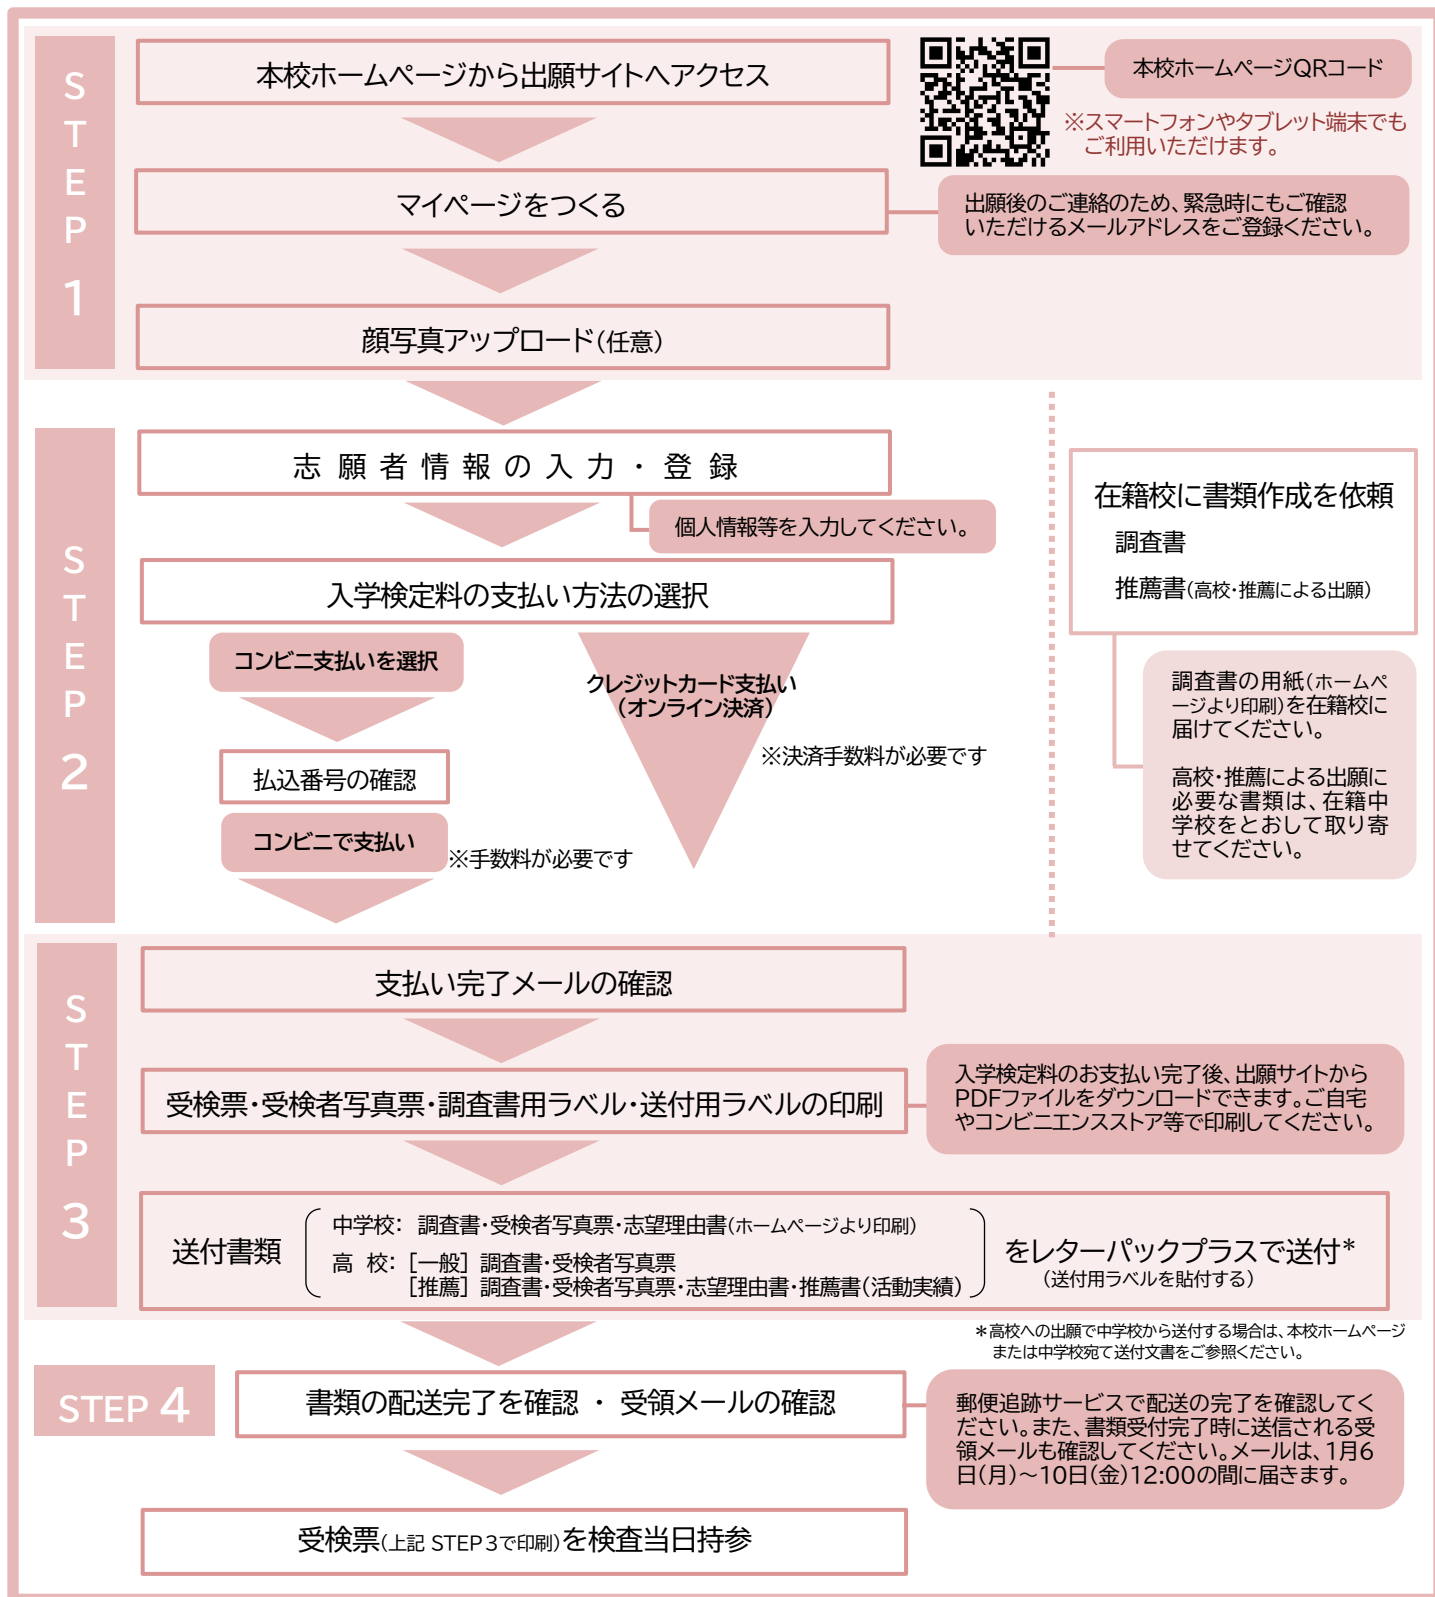 STEP1
本校ホームページから出願サイトへアクセス
本校ホームページQRコード
※スマートフォンやタブレット端末でも
ご利用いただけます。
マイページをつくる
出願後のご連絡のため、緊急時にもご確認
いただけるメールアドレスをご登録ください。
顔写真アップロード(任意)
STEP2
志願者情報の入力・登録
個人情報等を入力してください。
入学検定料の支払い方法の選択
コンビニ支払いを選択
クレジットカード支払い
(オンライン決済)
※決済手数料が必要です
払込番号の確認
コンビニで支払い
※手数料が必要です
在籍校に書類作成を依頼
調査書
推薦書(高校・推薦による出願)
調査書の用紙(ホームペ
ージより印刷)を在籍校に
届けてください。
高校・推薦による出願に
必要な書類は、在籍中
学校をとおして取り寄
せてください。
STEP3
支払い完了メールの確認
受検票・受検者写真票・調査書用ラベル・送付用ラベルの印刷
入学検定料のお支払い完了後、出願サイトから
PDFファイルをダウンロードできます。ご自宅
やコンビニエンスストア等で印刷してください。
送付書類
中学校: 調査書・受検者写真票・志望理由書(ホームページより印刷)
高 校: [一般] 調査書・受検者写真票
[推薦] 調査書・受検者写真票・志望理由書・推薦書(活動実績)
をレターパックプラスで送付*
(送付用ラベルを貼付する)
*高校への出願で中学校から送付する場合は、本校ホームページ
または中学校宛て送付文書をご参照ください。
STEP 4
書類の配送完了を確認 ・ 受領メールの確認
郵便追跡サービスで配送の完了を確認してく
ださい。また、書類受付完了時に送信される受
領メールも確認してください。メールは、1月6
日(月)~10日(金)12:00の間に届きます。
受検票(上記 STEP3で印刷)を検査当日持参